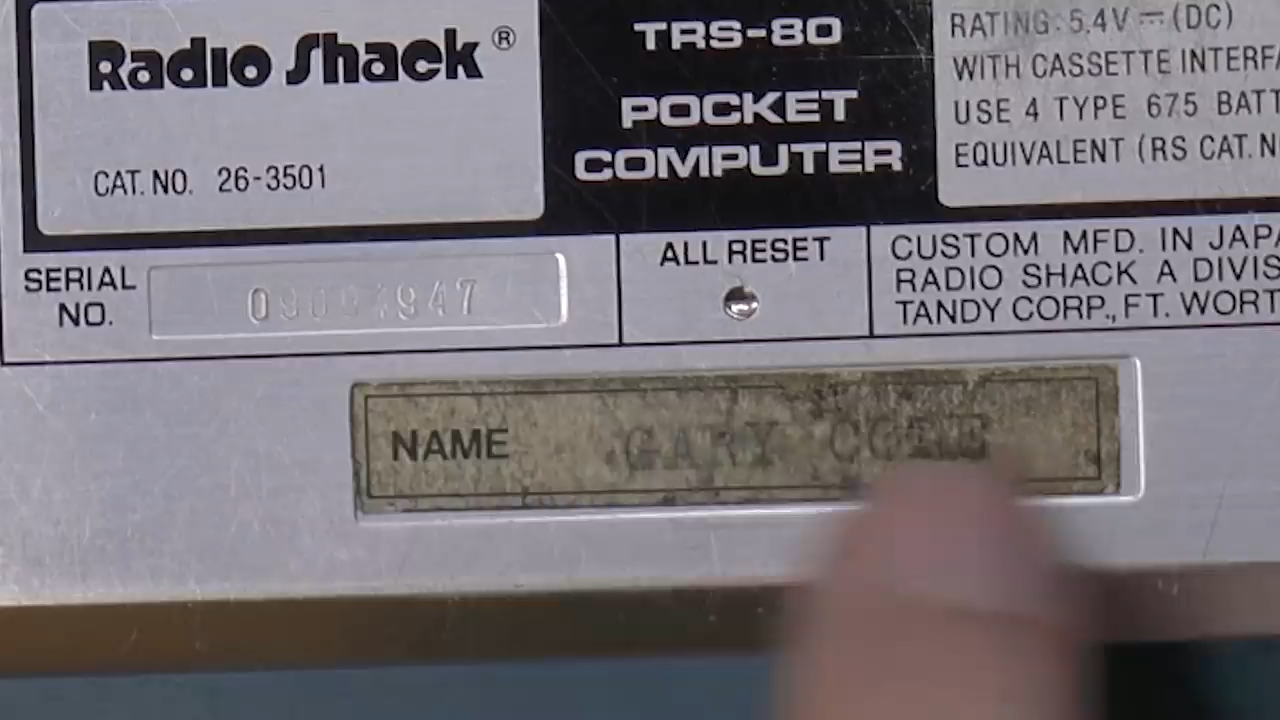 Radio Shack®
CAT. NO. 26-3501
TRS-80
POCKET
COMPUTER
RATING: 5.4V ⎓ (DC)
WITH CASSETTE INTERFA
USE 4 TYPE 675 BATT
EQUIVALENT (RS CAT. N
SERIAL
NO.
ALL RESET
CUSTOM MFD. IN JAPA
RADIO SHACK A DIVIS
TANDY CORP., FT. WORT
NAME GARY